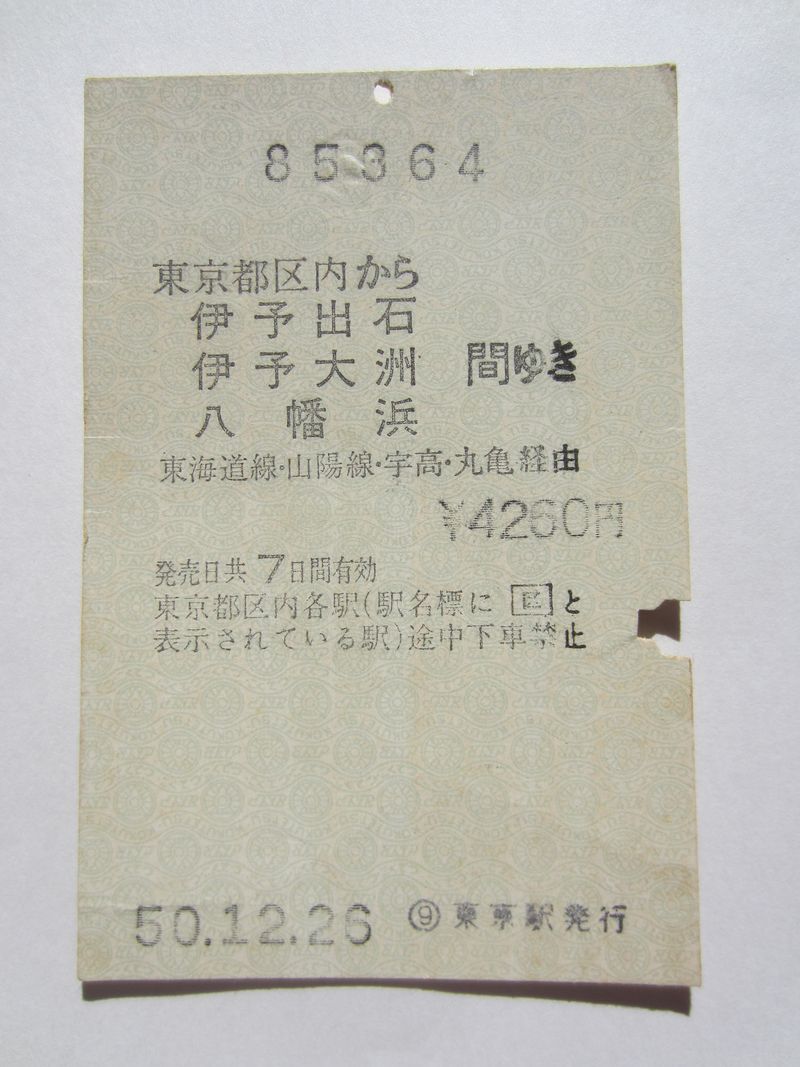 85364
東京都区内から
伊予出石
伊予大洲 間ゆき
八幡浜
東海道線・山陽線・宇高・丸亀 経由
¥4260円
発売日共7日間有効
東京都区内各駅(駅名標に 区 と
表示されている駅)途中下車禁止
50.12.26 ⑨ 東京駅発行